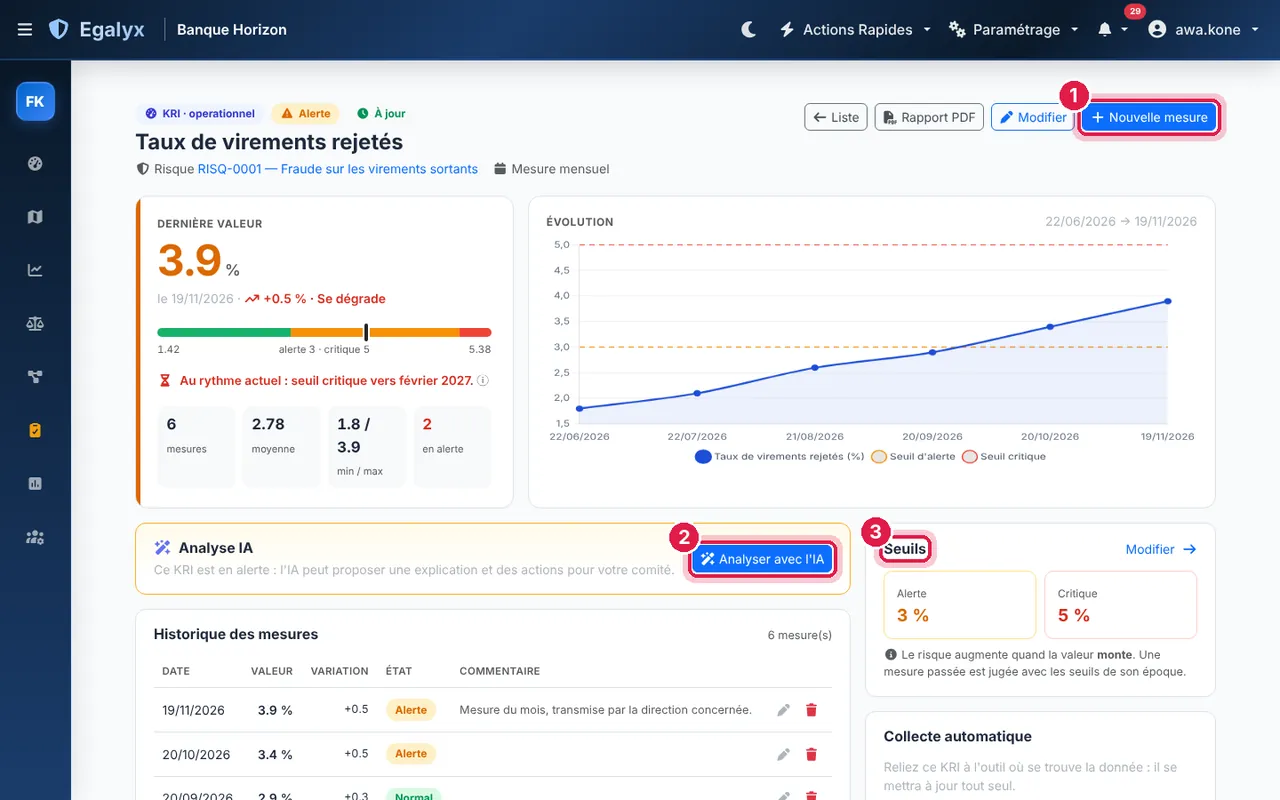 Egalyx
Banque Horizon
Actions Rapides
Paramétrage
29
awa.kone
FK
KRI · operationnel
Alerte
À jour
Taux de virements rejetés
Risque RISQ-0001 — Fraude sur les virements sortants
Mesure mensuel
← Liste
Rapport PDF
Modifier
1
+ Nouvelle mesure
DERNIÈRE VALEUR
3.9 %
le 19/11/2026 · +0.5 % · Se dégrade
1.42
alerte 3 · critique 5
5.38
Au rythme actuel : seuil critique vers février 2027.
6
mesures
2.78
moyenne
1.8 /
3.9
min / max
2
en alerte
ÉVOLUTION
22/06/2026 → 19/11/2026
5,0
4,5
4,0
3,5
3,0
2,5
2,0
1,5
22/06/2026
22/07/2026
21/08/2026
20/09/2026
20/10/2026
19/11/2026
Taux de virements rejetés (%)
Seuil d'alerte
Seuil critique
Analyse IA
Ce KRI est en alerte : l'IA peut proposer une explication et des actions pour votre comité.
2
Analyser avec l'IA
3
Seuils
Modifier →
Alerte
3 %
Critique
5 %
Le risque augmente quand la valeur monte. Une
mesure passée est jugée avec les seuils de son époque.
Historique des mesures
6 mesure(s)
DATE VALEUR VARIATION ÉTAT COMMENTAIRE
19/11/2026 3.9 % +0.5 Alerte Mesure du mois, transmise par la direction concernée.
20/10/2026 3.4 % +0.5 Alerte
20/09/2026 2.9 % +0.3 Normal
Collecte automatique
Reliez ce KRI à l'outil où se trouve la donnée : il se
mettra à jour tout seul.